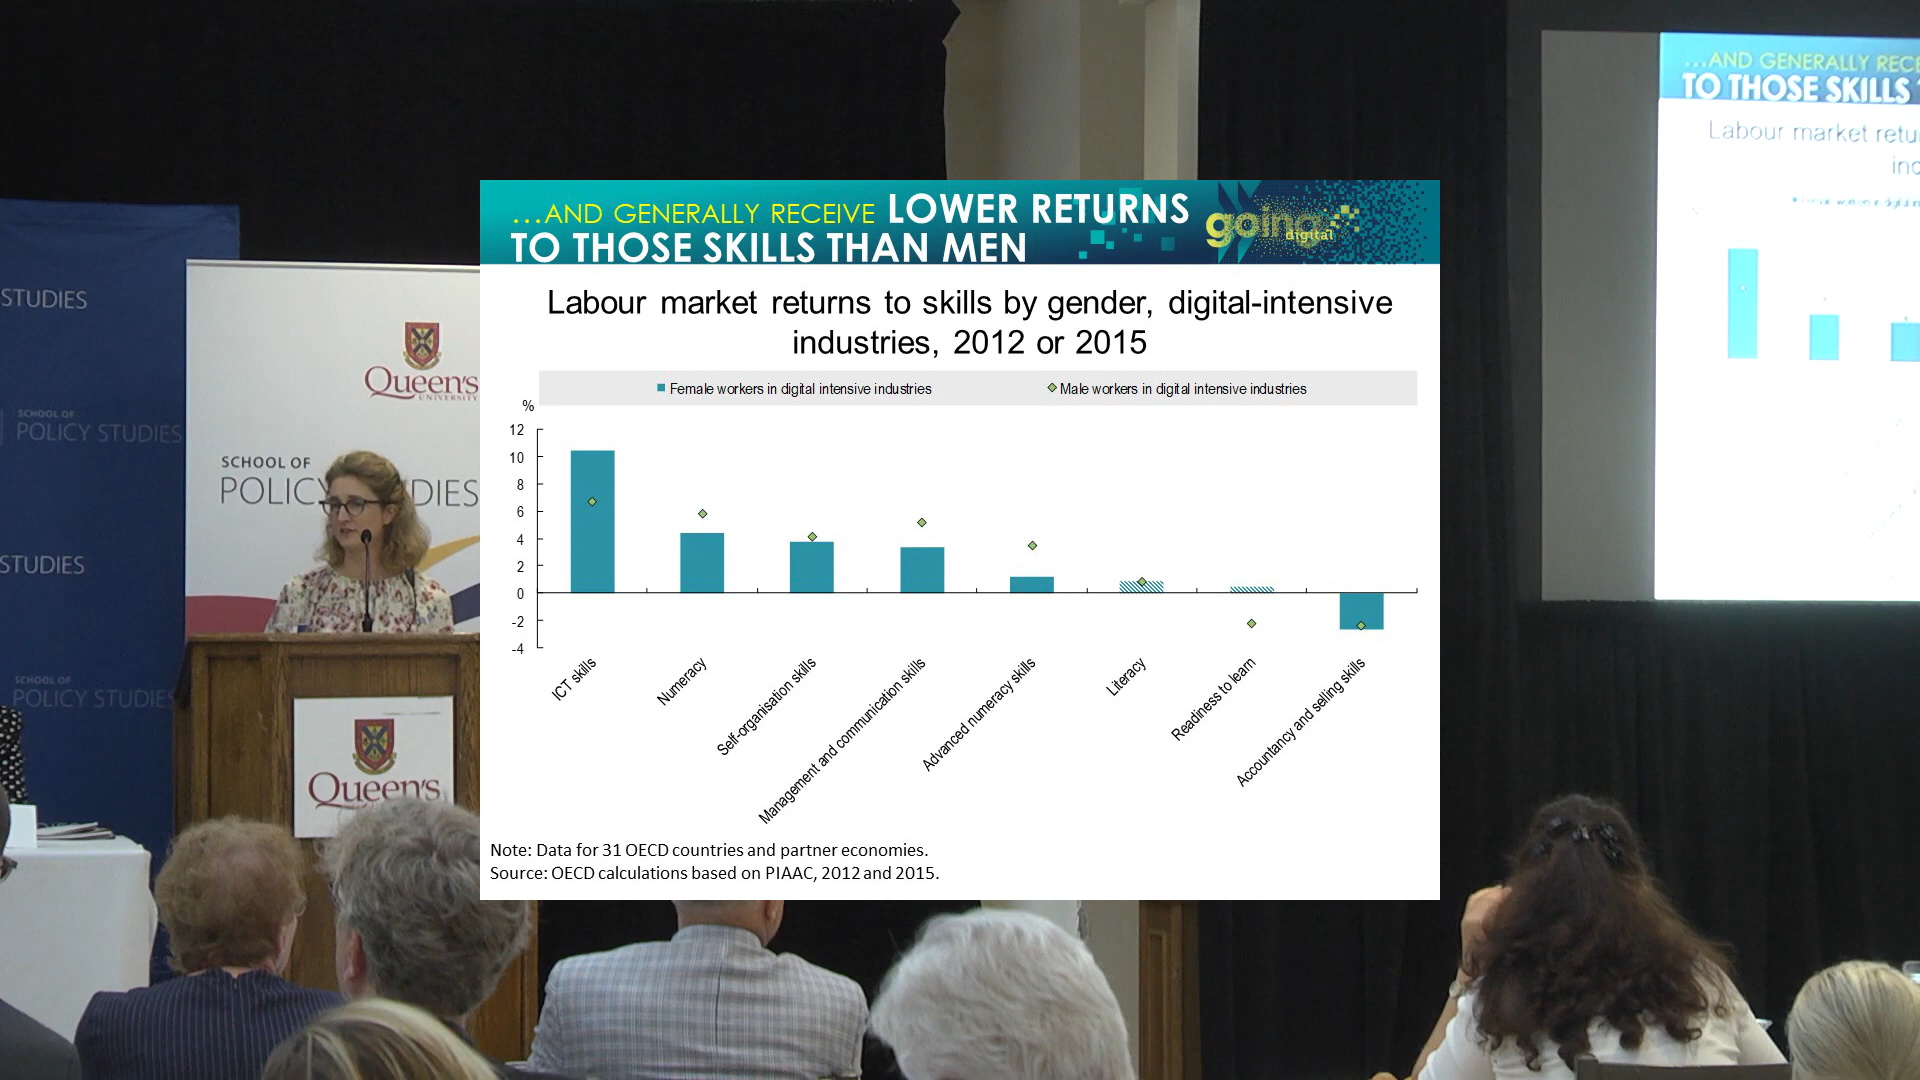 …AND GENERALLY RECEIVE LOWER RETURNS
TO THOSE SKILLS THAN MEN
going
digital
Labour market returns to skills by gender, digital-intensive
industries, 2012 or 2015
Female workers in digital intensive industries
Male workers in digital intensive industries
%
12
10
8
6
4
2
0
-2
-4
ICT skills
Numeracy
Self-organisation skills
Management and communication skills
Advanced numeracy skills
Literacy
Readiness to learn
Accountancy and selling skills
Note: Data for 31 OECD countries and partner economies.
Source: OECD calculations based on PIAAC, 2012 and 2015.
STUDIES
SCHOOL OF
POLICY STUDIES
STUDIES
SCHOOL OF
POLICY STUDIES
Queen's
UNIVERSITY
SCHOOL OF
POLIC DIES
Queen's
…AND GENERALLY RECE
TO THOSE SKILLS
Labour market retu